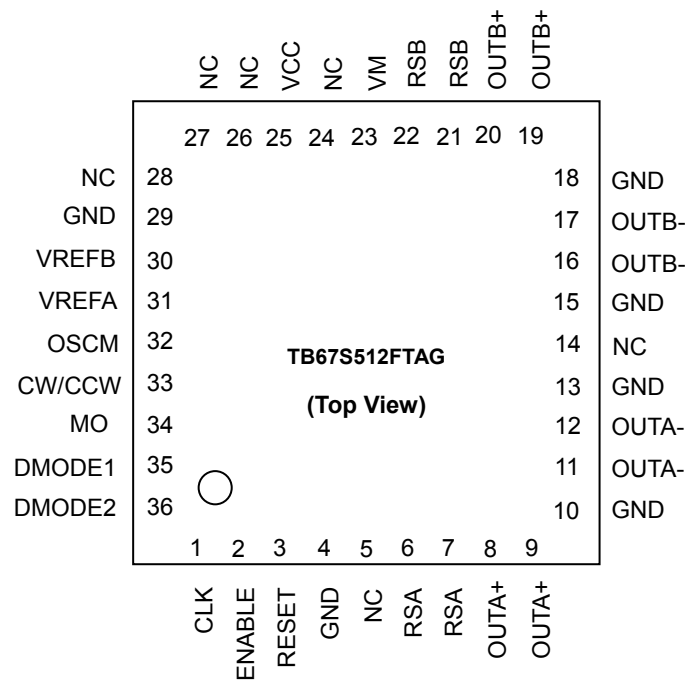 NC NC VCC NC VM RSB RSB OUTB+ OUTB+
27 26 25 24 23 22 21 20 19
NC 28 18 GND
GND 29 17 OUTB-
VREFB 30 16 OUTB-
VREFA 31 15 GND
OSCM 32 14 NC
TB67S512FTAG
CW/CCW 33 13 GND
(Top View)
MO 34 12 OUTA-
DMODE1 35 11 OUTA-
DMODE2 36 10 GND
1 2 3 4 5 6 7 8 9
CLK ENABLE RESET GND NC RSA RSA OUTA+ OUTA+